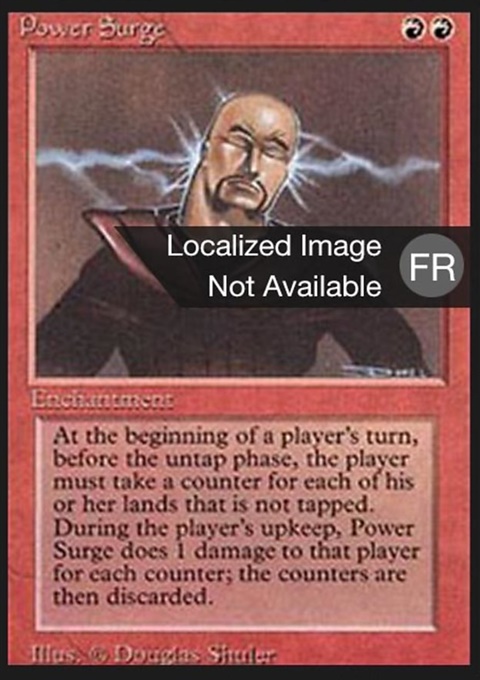 Power Surge
Localized Image
Not Available
FR
Enchantment
At the beginning of a player's turn,
before the untap phase, the player
must take a counter for each of his
or her lands that is not tapped.
During the player's upkeep, Power
Surge does 1 damage to that player
for each counter; the counters are
then discarded.
Illus. © Douglas Shuler